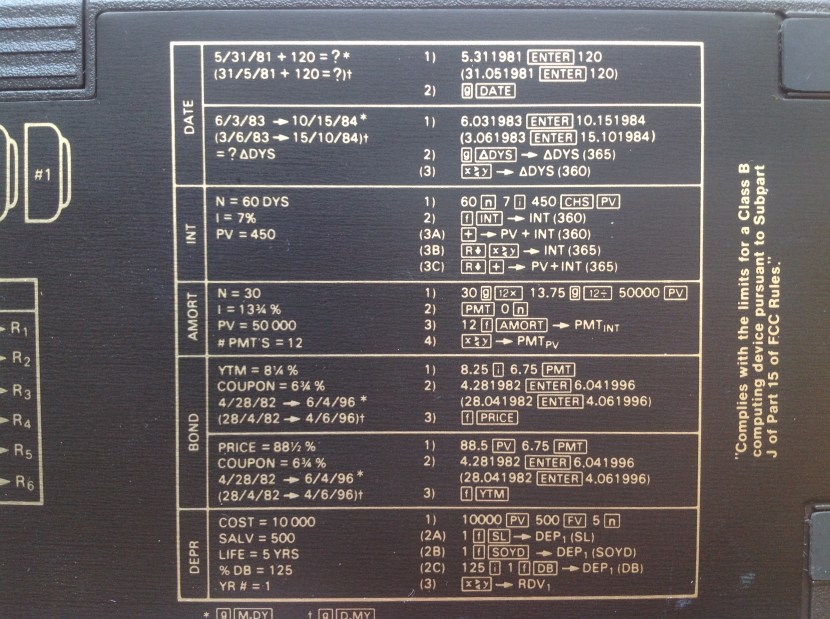 DATE
5/31/81 + 120 = ? * 1) 5.311981 ENTER 120
(31/5/81 + 120 = ?)† (31.051981 ENTER 120)
2) g DATE
6/3/83 → 10/15/84 * 1) 6.031983 ENTER 10.151984
(3/6/83 → 15/10/84)† (3.061983 ENTER 15.101984)
= ? ΔDYS 2) g ΔDYS → ΔDYS (365)
(3) x≷y → ΔDYS (360)
INT
N = 60 DYS 1) 60 n 7 i 450 CHS PV
I = 7% 2) f INT → INT (360)
PV = 450 (3A) + → PV + INT (360)
(3B) R↓ x≷y → INT (365)
(3C) R↓ + → PV + INT (365)
AMORT
N = 30 1) 30 g 12× 13.75 g 12÷ 50000 PV
I = 13¾ % 2) PMT 0 n
PV = 50 000 3) 12 f AMORT → PMT INT
# PMT'S = 12 4) x≷y → PMT PV
BOND
YTM = 8¼ % 1) 8.25 i 6.75 PMT
COUPON = 6¾ % 2) 4.281982 ENTER 6.041996
4/28/82 → 6/4/96 * (28.041982 ENTER 4.061996)
(28/4/82 → 4/6/96)† 3) f PRICE
PRICE = 88½ % 1) 88.5 PV 6.75 PMT
COUPON = 6¾ % 2) 4.281982 ENTER 6.041996
4/28/82 → 6/4/96 * (28.041982 ENTER 4.061996)
(28/4/82 → 4/6/96)† 3) f YTM
DEPR
COST = 10 000 1) 10000 PV 500 FV 5 n
SALV = 500 (2A) 1 f SL → DEP₁ (SL)
LIFE = 5 YRS (2B) 1 f SOYD → DEP₁ (SOYD)
% DB = 125 (2C) 125 i 1 f DB → DEP₁ (DB)
YR # = 1 (3) x≷y → RDV₁
* g M.DY † g D.MY
#1
→ R₁
→ R₂
→ R₃
→ R₄
→ R₅
→ R₆
"Complies with the limits for a Class B
computing device pursuant to Subpart
J of Part 15 of FCC Rules."